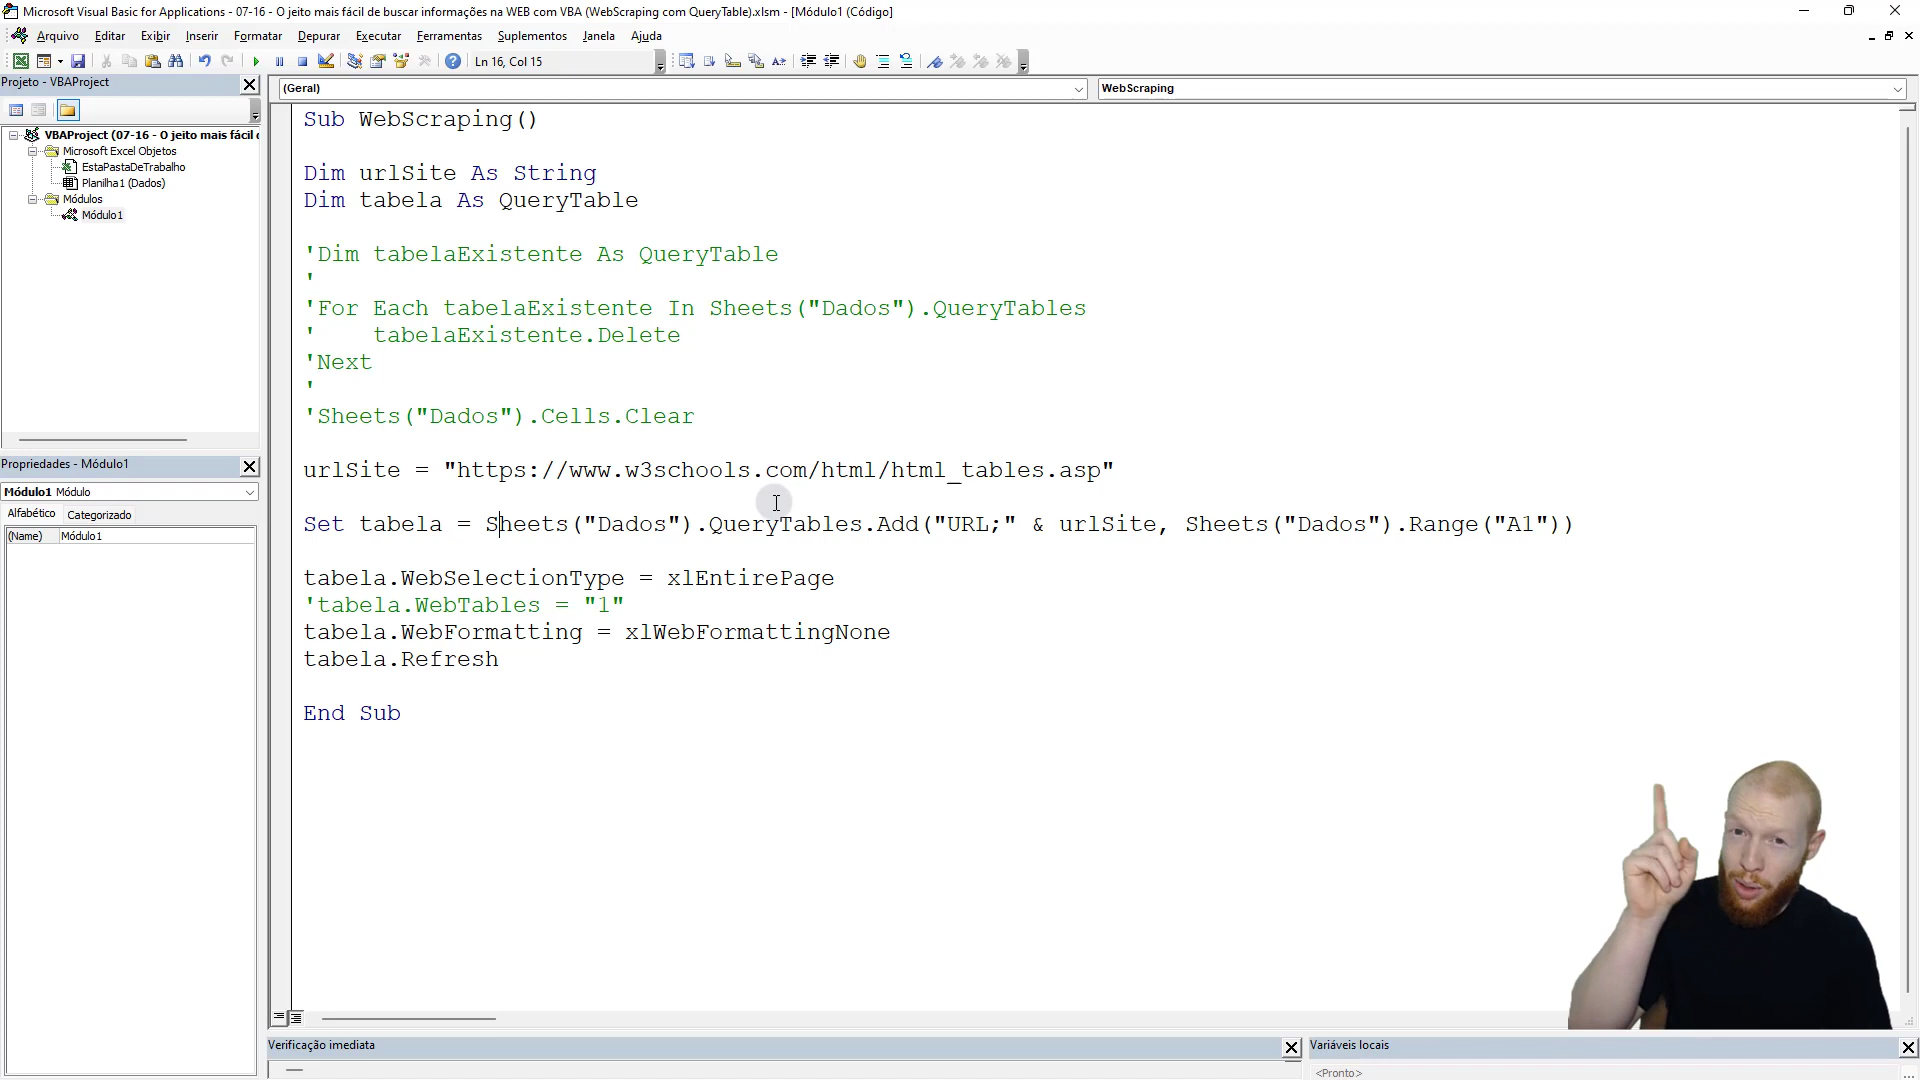 Microsoft Visual Basic for Applications - 07-16 - O jeito mais fácil de buscar informações na WEB com VBA (WebScraping com QueryTable).xlsm - [Módulo1 (Código)]
Arquivo Editar Exibir Inserir Formatar Depurar Executar Ferramentas Suplementos Janela Ajuda
Ln 16, Col 15
Projeto - VBAProject
VBAProject (07-16 - O jeito mais fácil d
Microsoft Excel Objetos
EstaPastaDeTrabalho
Planilha1 (Dados)
Módulos
Módulo1
Propriedades - Módulo1
Módulo1 Módulo
Alfabético Categorizado
(Name) Módulo1
(Geral) WebScraping
Sub WebScraping()
Dim urlSite As String
Dim tabela As QueryTable
'Dim tabelaExistente As QueryTable
'
'For Each tabelaExistente In Sheets("Dados").QueryTables
'    tabelaExistente.Delete
'Next
'
'Sheets("Dados").Cells.Clear
urlSite = "https://www.w3schools.com/html/html_tables.asp"
Set tabela = Sheets("Dados").QueryTables.Add("URL;" & urlSite, Sheets("Dados").Range("A1"))
tabela.WebSelectionType = xlEntirePage
'tabela.WebTables = "1"
tabela.WebFormatting = xlWebFormattingNone
tabela.Refresh
End Sub
Verificação imediata
Variáveis locais
<Pronto>